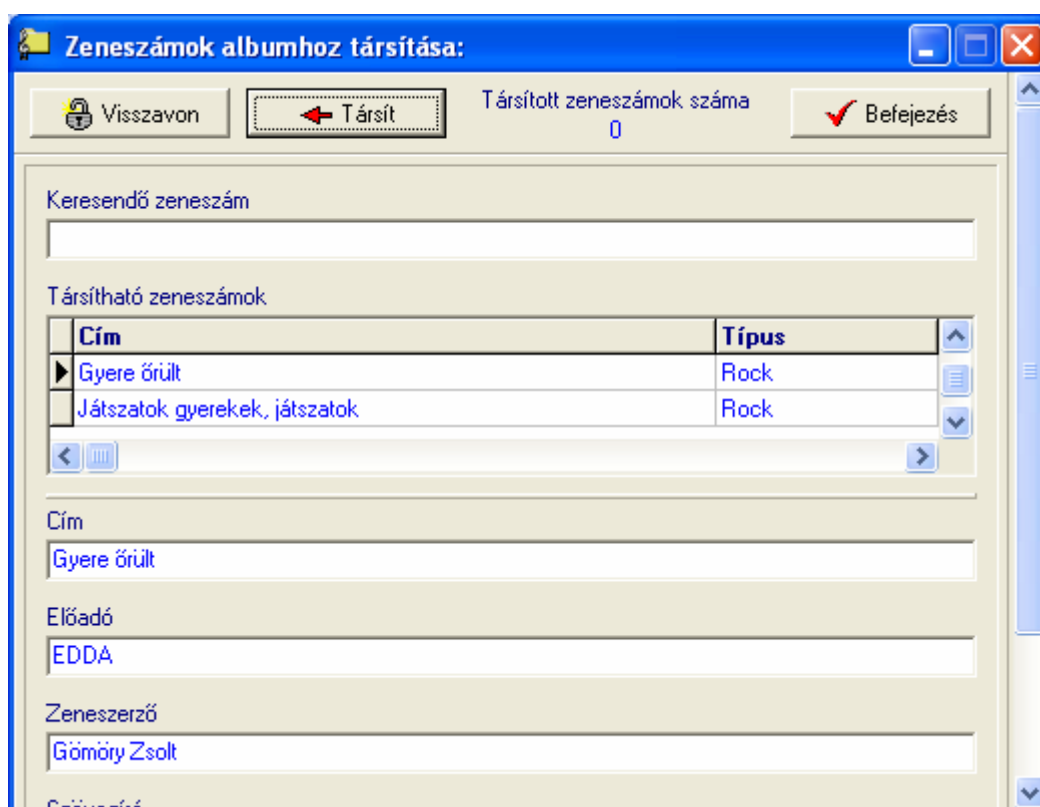 Zeneszámok albumhoz társítása:
Visszavon
Társít
Társított zeneszámok száma
0
Befejezés
Keresendő zeneszám
Társítható zeneszámok
Cím Típus
Gyere őrült Rock
Játszatok gyerekek, játszatok Rock
Cím
Gyere őrült
Előadó
EDDA
Zeneszerző
Gömöry Zsolt